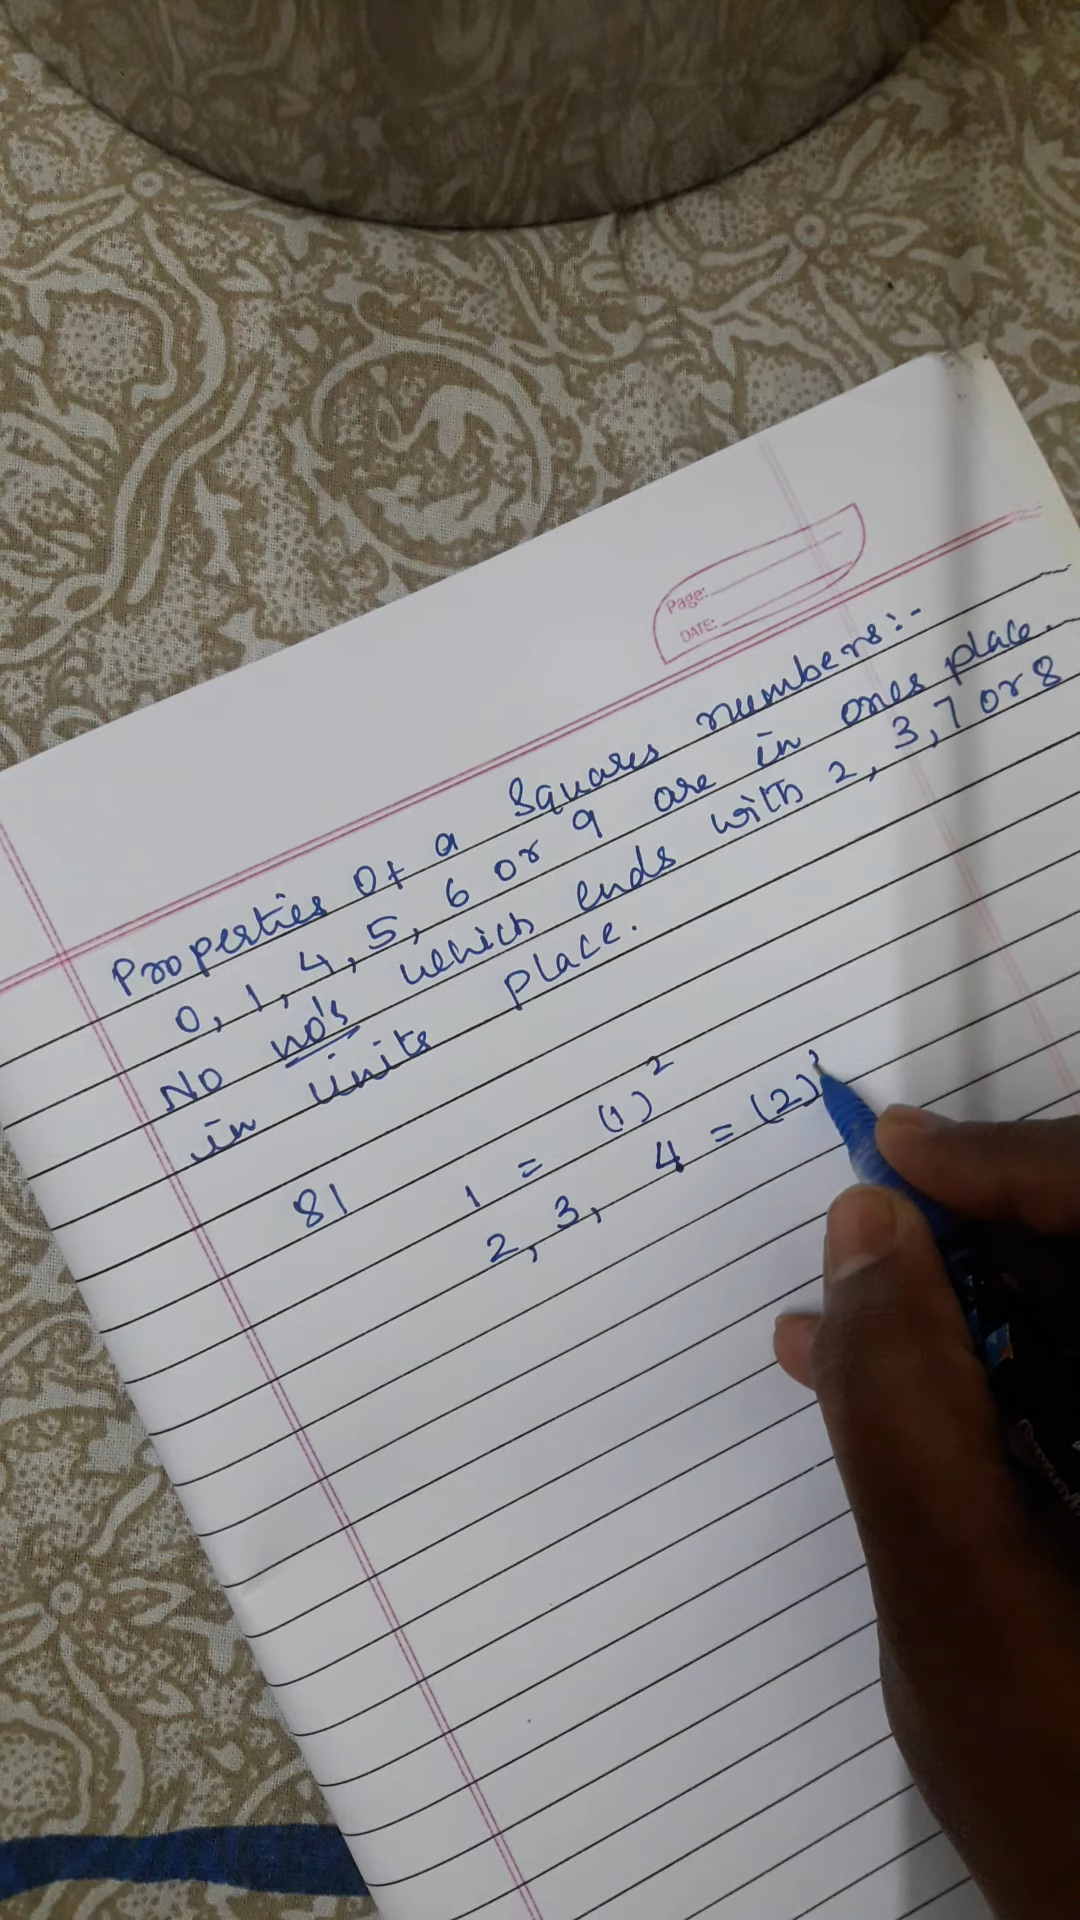 Page:
DATE:
Properties Of a Squares numbers:-
0, 1, 4, 5, 6 or 9 are in ones place.
No no's which ends with 2, 3, 7 or 8
in units place.
81 1 = (1)²
2, 3, 4 = (2)²